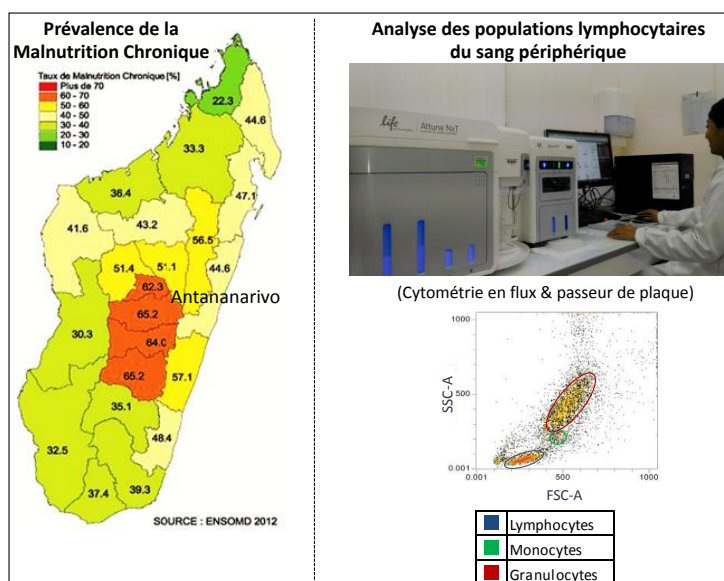 Prévalence de la
Malnutrition Chronique
Taux de Malnutrition Chronique [%]
Plus de 70
60 - 70
50 - 60
40 - 50
30 - 40
20 - 30
10 - 20
22.3
44.6
33.3
36.4
47.1
43.2
41.6
56.5
51.4
51.1
44.6
62.3
Antananarivo
65.2
30.3
64.0
65.2
57.1
35.1
48.4
32.5
39.3
37.4
SOURCE : ENSOMD 2012
Analyse des populations lymphocytaires
du sang périphérique
life
Attune NxT
life
(Cytométrie en flux & passeur de plaque)
1000
SSC-A
500
0.001
0.001
500
1000
FSC-A
Lymphocytes
Monocytes
Granulocytes